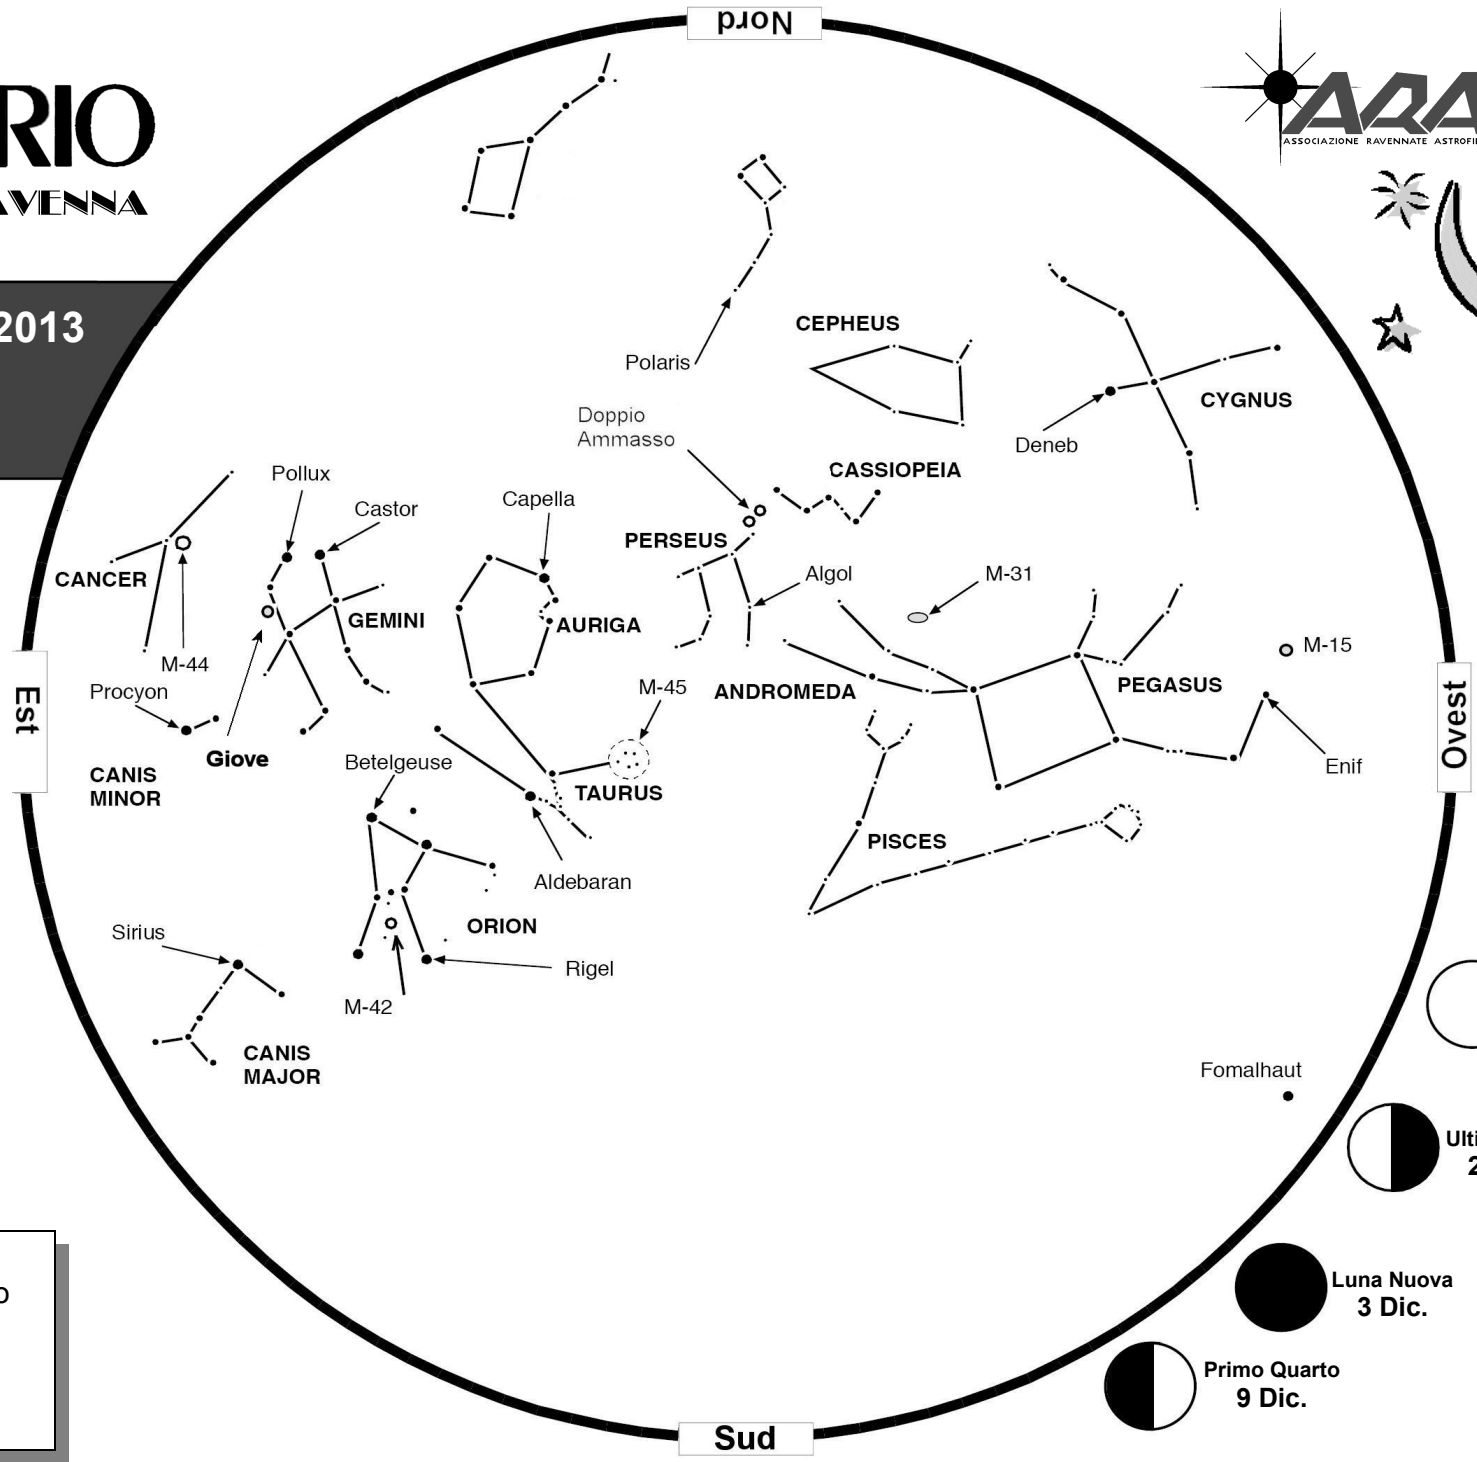 Nord
RIO
AVENNA
2013
ARA
ASSOCIAZIONE RAVENNATE
CEPHEUS
Polaris
CYGNUS
Doppio
Ammasso
Deneb
CASSIOPEIA
Pollux
Castor
Capella
PERSEUS
CANCER
Algol
M-31
GEMINI
AURIGA
M-44
M-15
Est
Procyon
M-45
ANDROMEDA
PEGASUS
Ovest
Giove
Betelgeuse
Enif
CANIS
MINOR
TAURUS
PISCES
Aldebaran
ORION
Sirius
Rigel
M-42
CANIS
MAJOR
Fomalhaut
Ulti
2
o
Luna Nuova
3 Dic.
Primo Quarto
9 Dic.
Sud